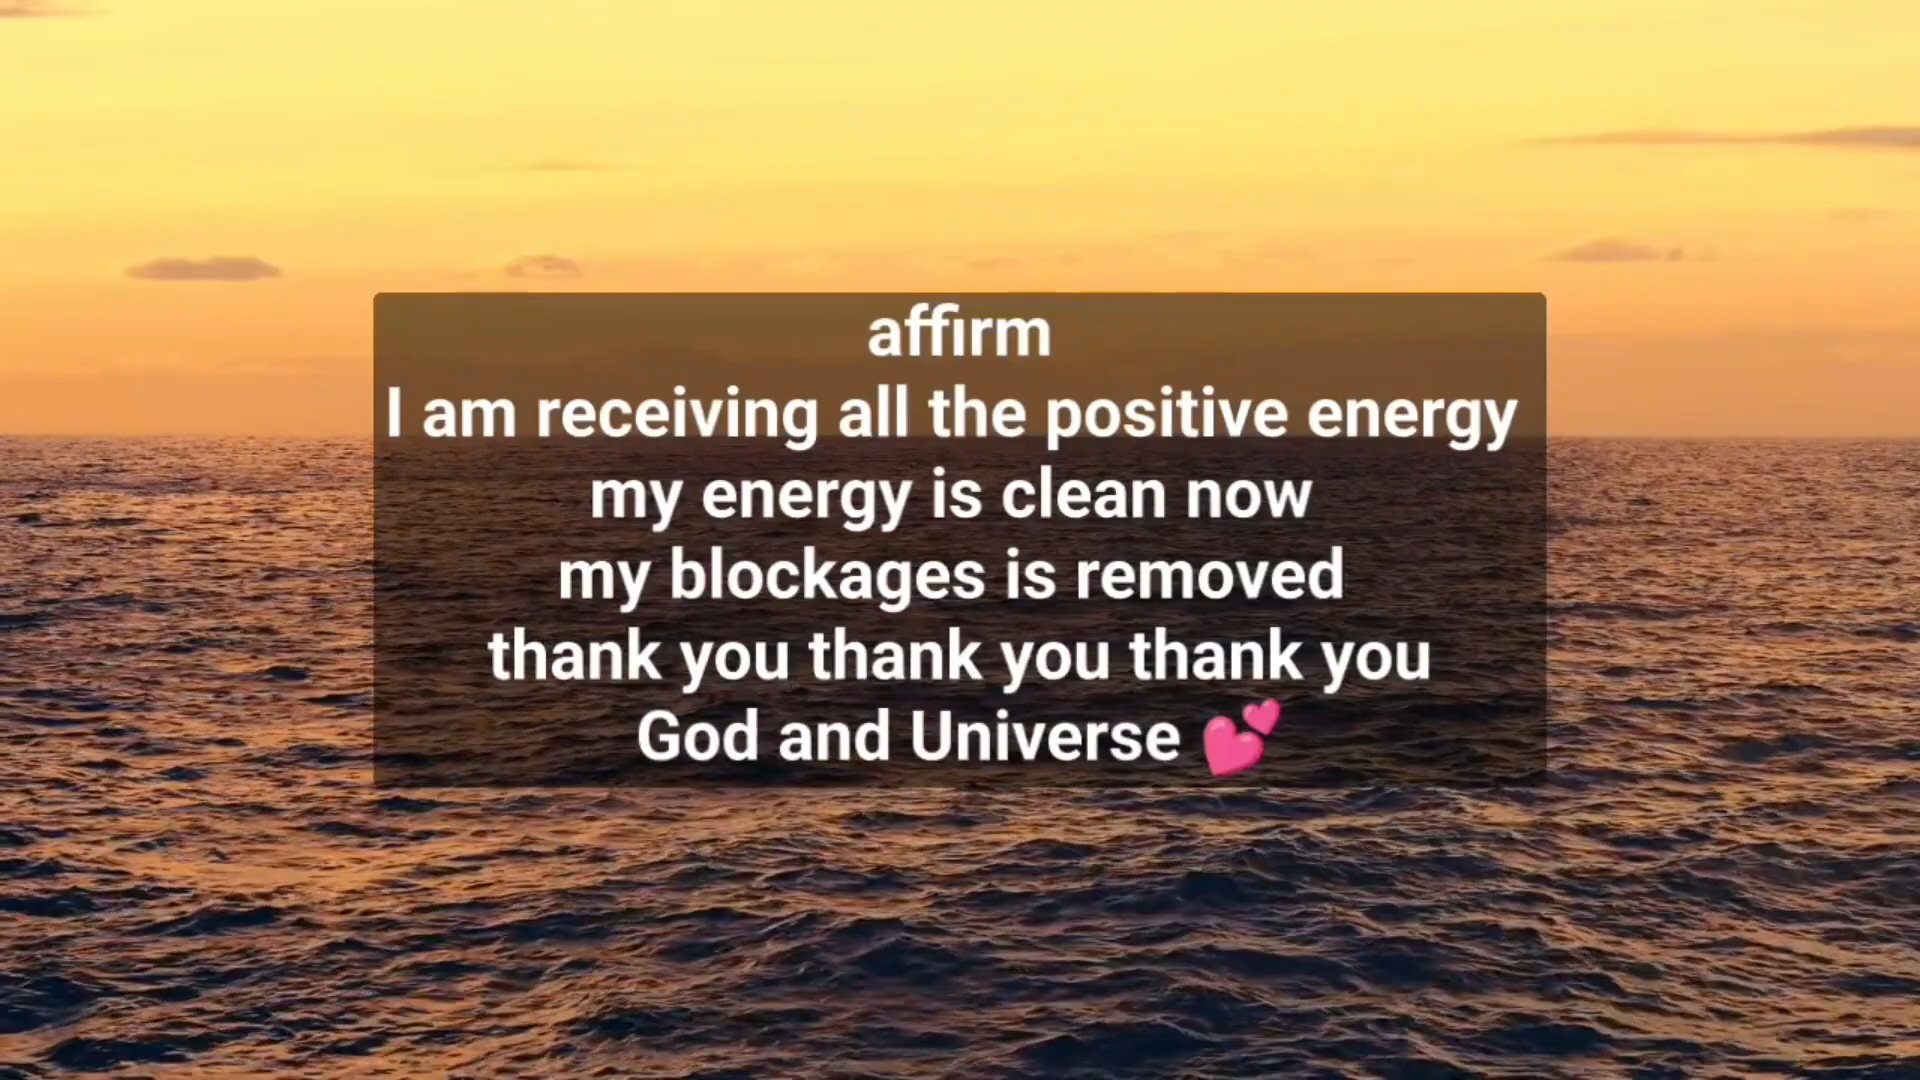 affirm
I am receiving all the positive energy
my energy is clean now
my blockages is removed
thank you thank you thank you
God and Universe 💕